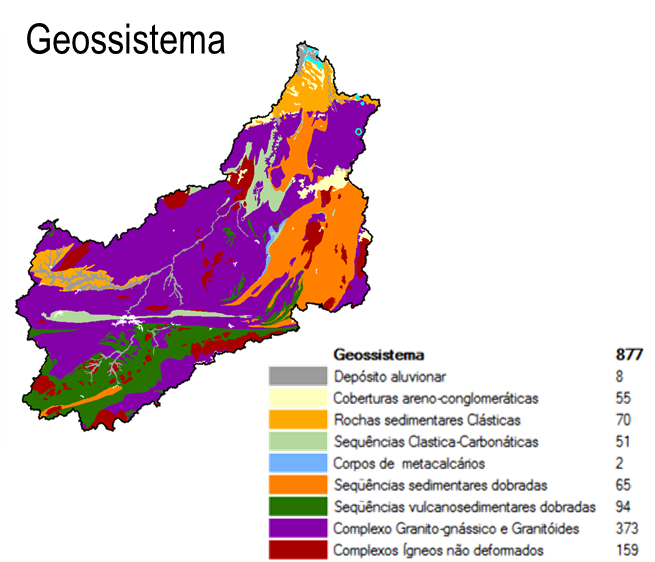 Geossistema
Geossistema 877
Depósito aluvionar 8
Coberturas areno-conglomeráticas 55
Rochas sedimentares Clásticas 70
Sequências Clastica-Carbonáticas 51
Corpos de metacalcários 2
Seqüências sedimentares dobradas 65
Seqüências vulcanosedimentares dobradas 94
Complexo Granito-gnássico e Granitóides 373
Complexos Ígneos não deformados 159